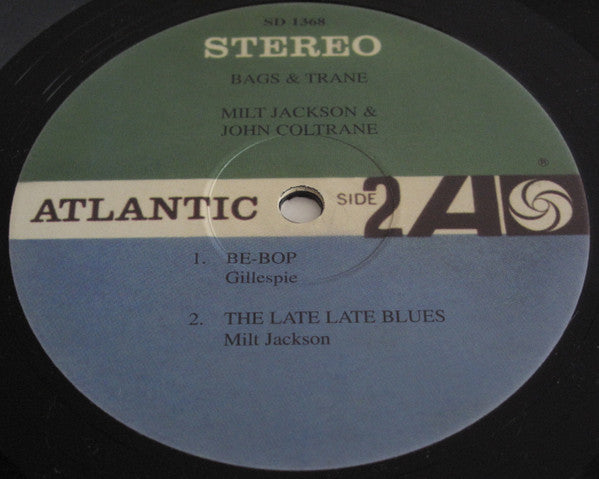 SD 1368
STEREO
BAGS & TRANE
MILT JACKSON &
JOHN COLTRANE
ATLANTIC SIDE 2 A ®
1. BE-BOP
Gillespie
2. THE LATE LATE BLUES
Milt Jackson